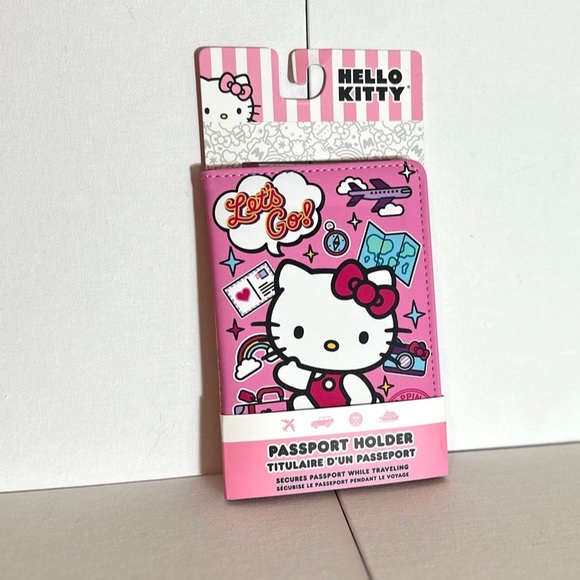 HELLO
KITTY
Let's
Go!
PASSPORT HOLDER
TITULAIRE D'UN PASSEPORT
SECURES PASSPORT WHILE TRAVELING
SÉCURISE LE PASSEPORT PENDANT LE VOYAGE